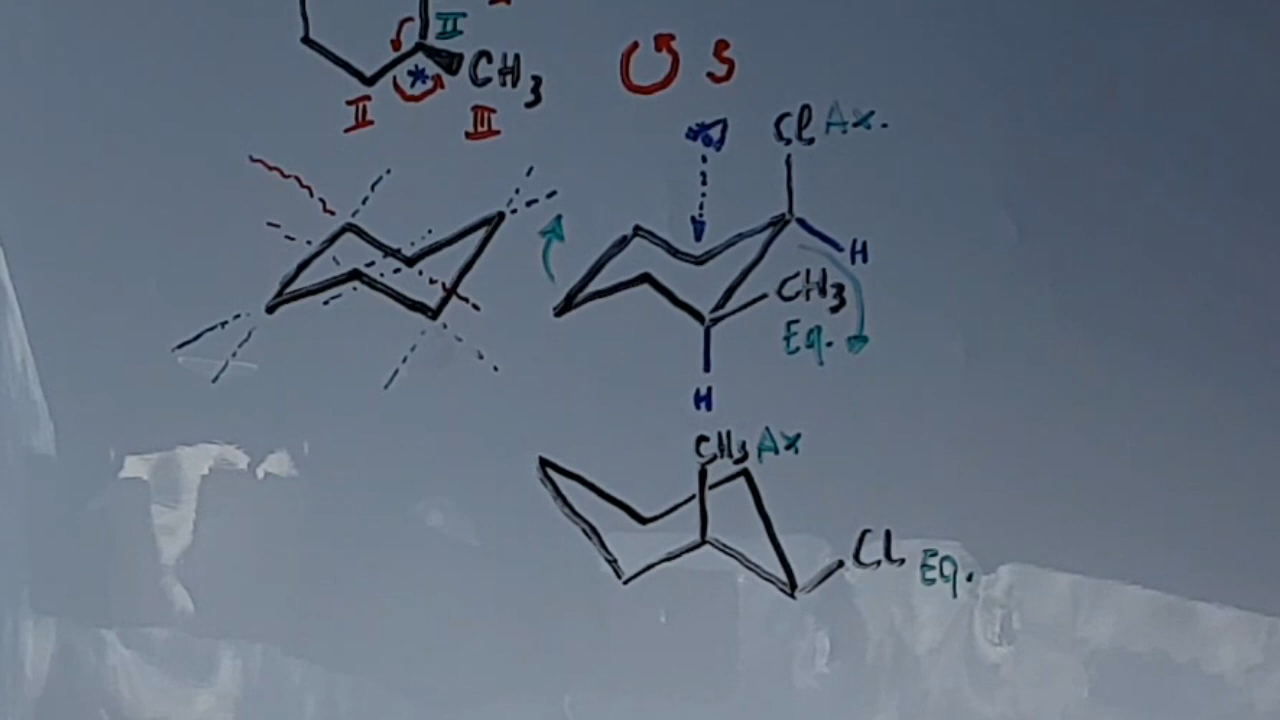 II
CH3
II
III
S
Cl Ax.
H
CH3
Eq.
H
CH3 Ax
Cl Eq.